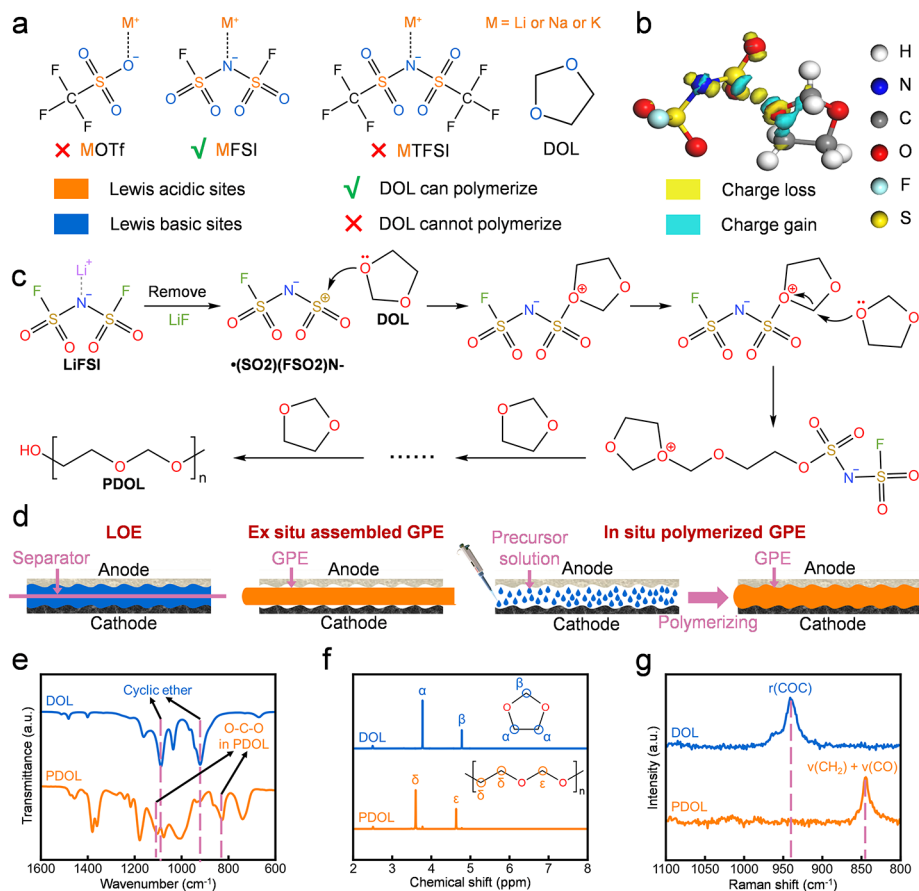 a
M⁺
M⁺
M⁺
M = Li or Na or K
O
O⁻
F
O
N⁻
O
F
O
N⁻
O
F
O
F
S
S
S
F
F
S
S
F
C
O
O
O
O
O
F
C
O
O
C
F
F
F
F
F
O
O
MOTf
MFSI
MTFSI
DOL
Lewis acidic sites
DOL can polymerize
Lewis basic sites
DOL cannot polymerize
b
H
N
C
O
F
S
Charge loss
Charge gain
c
Li⁺
F
N⁻
F
S
S
O
O
O
O
LiFSI
Remove
LiF
F
N⁻
S
S⊕
O
O
O
O
•(SO2)(FSO2)N-
O
O
DOL
F
N⁻
S
S
O⊕
O
O
O
O
O
F
N⁻
S
S
O⊕
O
O
O
O
O
O
O
HO
O
O
n
PDOL
O
O
······
O
O
O
O⊕
O
O
S
O
O
N⁻
F
S
O
O
d
LOE
Ex situ assembled GPE
In situ polymerized GPE
Separator
Anode
Cathode
GPE
Anode
Cathode
Precursor
solution
Anode
Cathode
Polymerizing
GPE
Anode
Cathode
e
Transmittance (a.u.)
DOL
Cyclic ether
O-C-O
in PDOL
PDOL
1600 1400 1200 1000 800 600
Wavenumber (cm⁻¹)
f
DOL
α
β
β
O
O
α
α
PDOL
δ
ε
O
O
n
δ
δ
ε
2 3 4 5 6 7 8
Chemical shift (ppm)
g
Intensity (a.u.)
r(COC)
DOL
ν(CH₂) + ν(CO)
PDOL
1100 1050 1000 950 900 850 800
Raman shift (cm⁻¹)